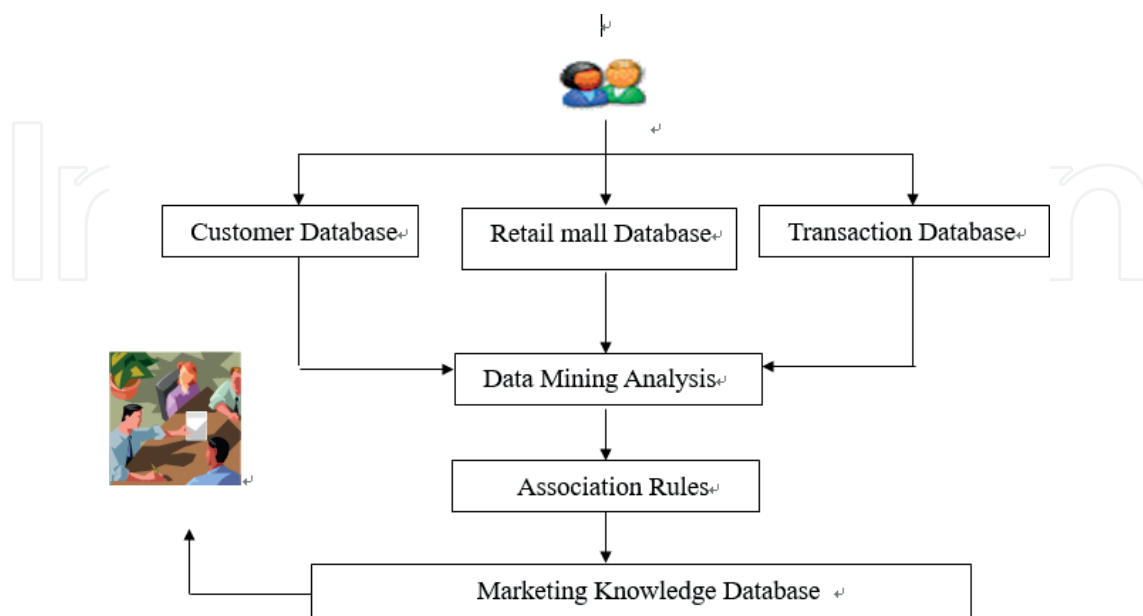 Customer Database
Retail mall Database
Transaction Database
Data Mining Analysis
Association Rules
Marketing Knowledge Database